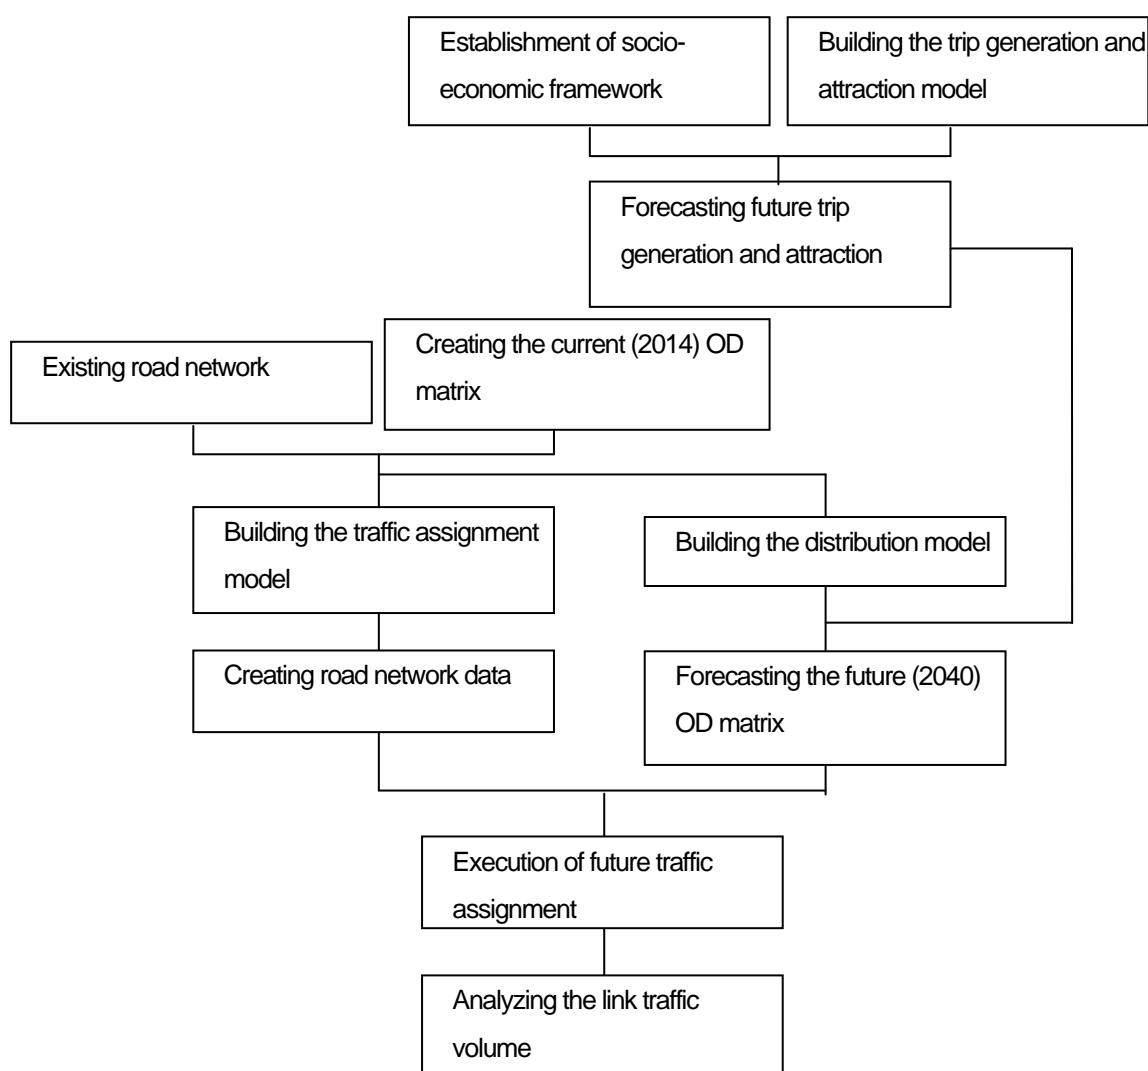 Establishment of socio-
economic framework
Building the trip generation and
attraction model
Forecasting future trip
generation and attraction
Existing road network
Creating the current (2014) OD
matrix
Building the traffic assignment
model
Building the distribution model
Creating road network data
Forecasting the future (2040)
OD matrix
Execution of future traffic
assignment
Analyzing the link traffic
volume